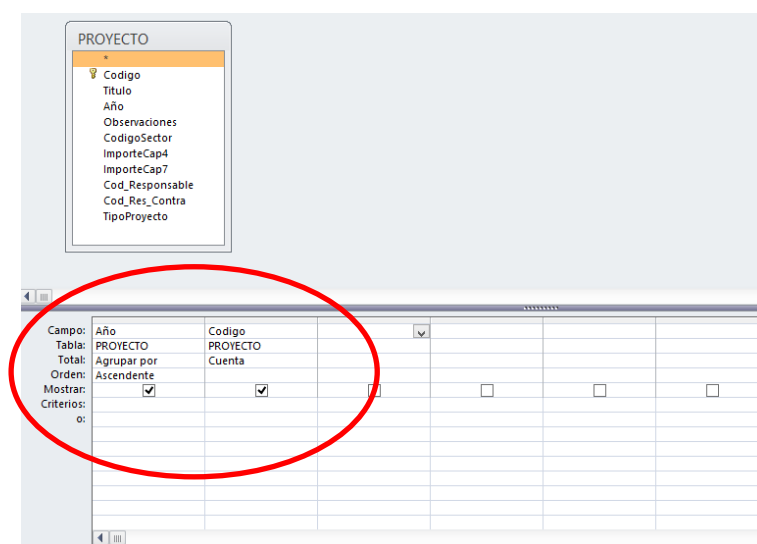 PROYECTO
*
Codigo
Titulo
Año
Observaciones
CodigoSector
ImporteCap4
ImporteCap7
Cod_Responsable
Cod_Res_Contra
TipoProyecto
Campo: Año Codigo
Tabla: PROYECTO PROYECTO
Total: Agrupar por Cuenta
Orden: Ascendente
Mostrar:
Criterios:
o: